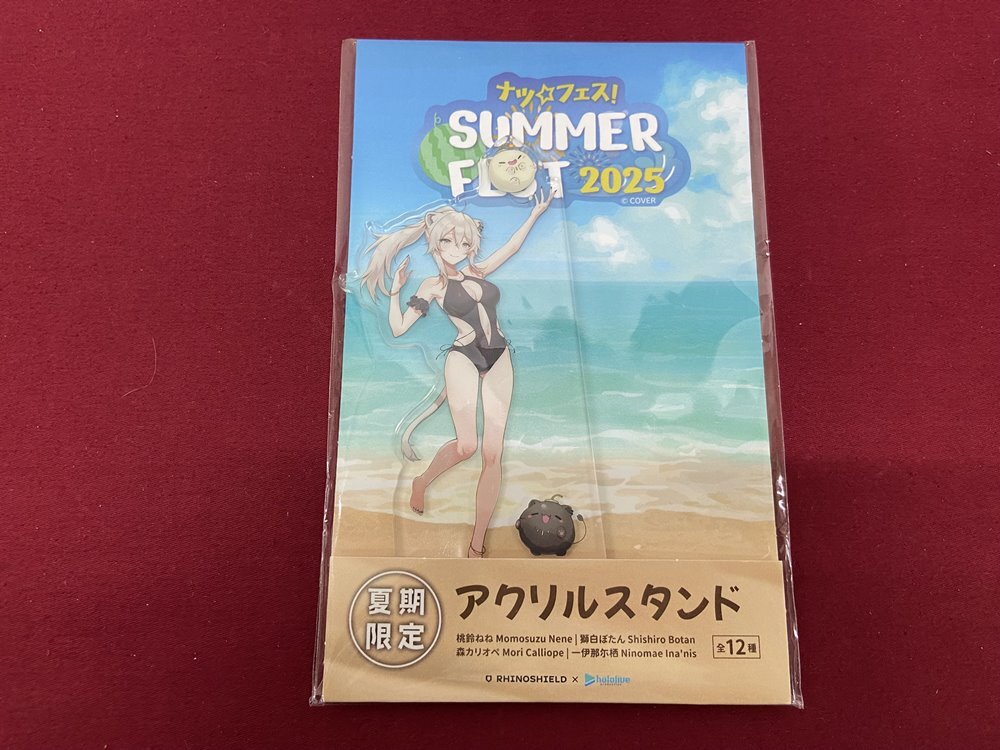 ナツ☆フェス!
SUMMER
2025
© COVER
夏期
限定
アクリルスタンド
桃鈴ねね Momosuzu Nene | 獅白ぼたん Shishiro Botan
森カリオペ Mori Calliope | 一伊那尓栖 Ninomae Ina'nis
全12種
RHINOSHIELD × hololive